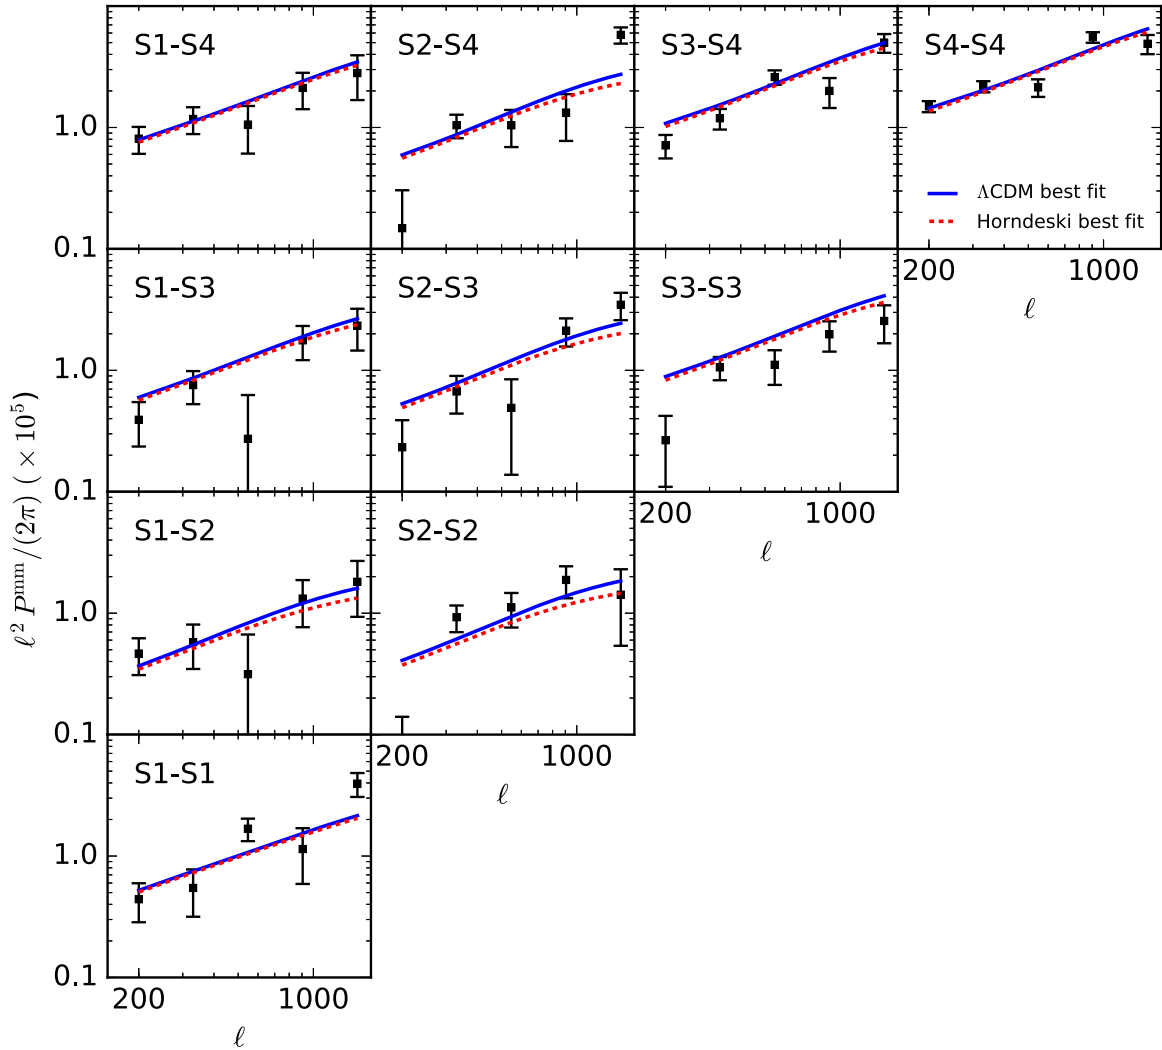 S1-S4
S2-S4
S3-S4
S4-S4
1.0
0.1
ΛCDM best fit
Horndeski best fit
200
1000
ℓ
S1-S3
S2-S3
S3-S3
1.0
0.1
200
1000
ℓ
S1-S2
S2-S2
1.0
0.1
200
1000
ℓ
S1-S1
1.0
0.1
200
1000
ℓ
ℓ² Pᵐᵐ/(2π) (×10⁵)